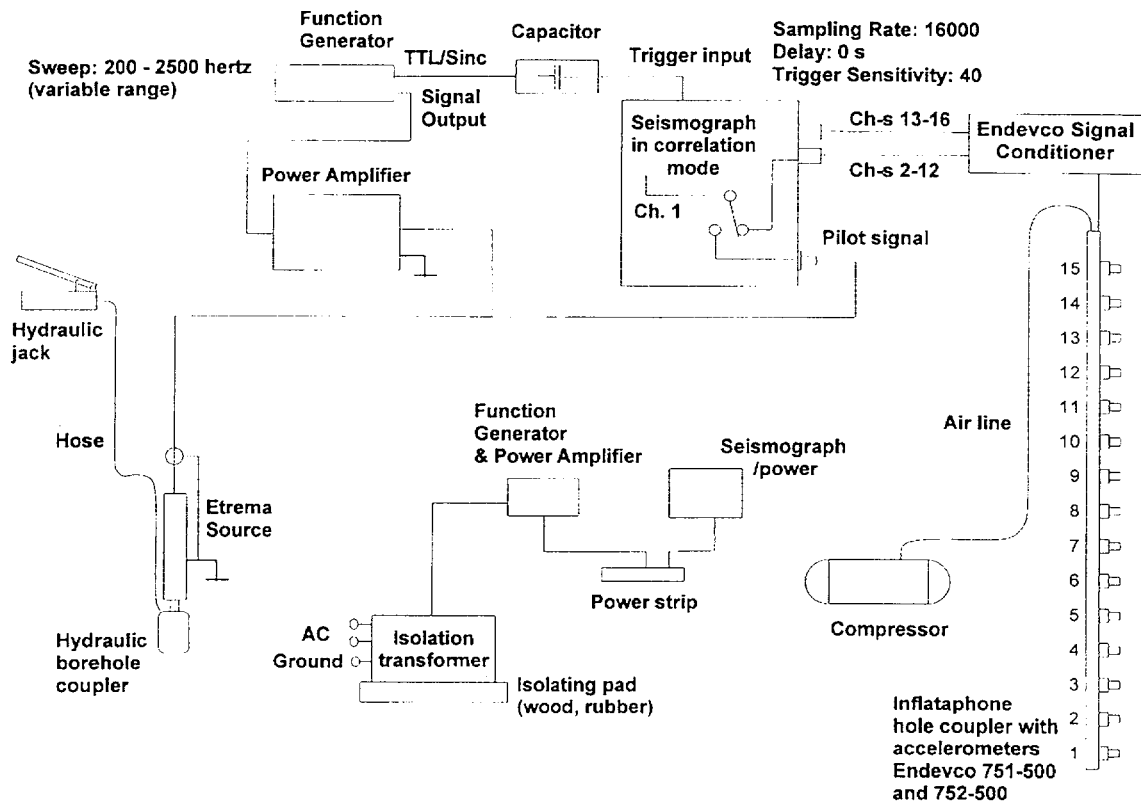 Function
Generator
Sweep: 200 - 2500 hertz
(variable range)
TTL/Sinc
Signal
Output
Capacitor
Trigger input
Sampling Rate: 16000
Delay: 0 s
Trigger Sensitivity: 40
Seismograph
in correlation
mode
Ch. 1
Ch-s 13-16
Ch-s 2-12
Endevco Signal
Conditioner
Pilot signal
Power Amplifier
Hydraulic
jack
Hose
Etrema
Source
Hydraulic
borehole
coupler
Function
Generator
& Power Amplifier
Seismograph
/power
Power strip
AC
Ground
Isolation
transformer
Isolating pad
(wood, rubber)
Air line
Compressor
15
14
13
12
11
10
9
8
7
6
5
4
3
2
1
Inflataphone
hole coupler with
accelerometers
Endevco 751-500
and 752-500